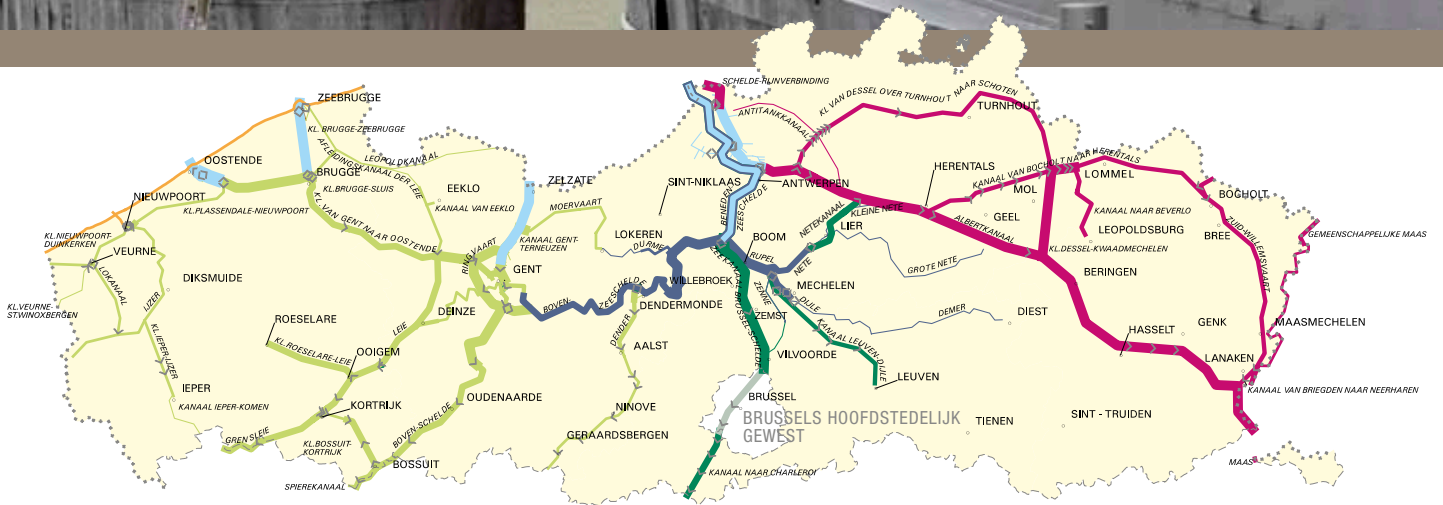 SCHELDE-RIJNVERBINDING
KL VAN DESSEL OVER TURNHOUT NAAR SCHOTEN
TURNHOUT
ANTITANKKANAAL
ZEEBRUGGE
KL. BRUGGE-ZEEBRUGGE
AFLEIDINGSKANAAL DER LEIE
LEOPOLDKANAAL
OOSTENDE
BRUGGE
KL.BRUGGE-SLUIS
EEKLO
ZELZATE
SINT-NIKLAAS
ANTWERPEN
HERENTALS
KANAAL VAN BOCHOLT NAAR HERENTALS
LOMMEL
MOL
BOCHOLT
NIEUWPOORT
KL.PLASSENDALE-NIEUWPOORT
KL VAN GENT NAAR OOSTENDE
KANAAL VAN EEKLO
MOERVAART
BENEDEN
ZEESCHELDE
NETEKANAAL
KLEINE NETE
GEEL
KANAAL NAAR BEVERLO
KL.NIEUWPOORT-
DUINKERKEN
VEURNE
RINGVAART
KANAAL GENT-
TERNEUZEN
LOKEREN
DURME
BOOM
LIER
ALBERTKANAAL
LEOPOLDSBURG
BREE
ZUID-WILLEMSVAART
GEMEENSCHAPPELIJKE MAAS
KL.DESSEL-KWAADMECHELEN
RUPEL
NETE
GROTE NETE
LOKANAAL
DIKSMUIDE
IJZER
GENT
WILLEBROEK
ZEEKANAAL BRUSSEL-SCHELDE
MECHELEN
BERINGEN
BOVEN
ZEESCHELDE
ZENNE
DIJLE
KL.VEURNE-
ST.WINOXBERGEN
ROESELARE
DEINZE
DENDERMONDE
ZEMST
DEMER
DIEST
HASSELT
GENK
MAASMECHELEN
KL.IEPER-IJZER
LEIE
KL.ROESELARE-LEIE
OOIGEM
DENDER
AALST
VILVOORDE
KANAAL LEUVEN-DIJLE
LANAKEN
IEPER
LEUVEN
KANAAL VAN BRIEGDEN NAAR NEERHAREN
KANAAL IEPER-KOMEN
KORTRIJK
OUDENAARDE
NINOVE
BRUSSEL
BRUSSELS HOOFDSTEDELIJK
GEWEST
TIENEN
SINT - TRUIDEN
GRENSLEIE
KL.BOSSUIT-
KORTRIJK
BOVEN-SCHELDE
GERAARDSBERGEN
BOSSUIT
SPIEREKANAAL
KANAAL NAAR CHARLEROI
MAAS